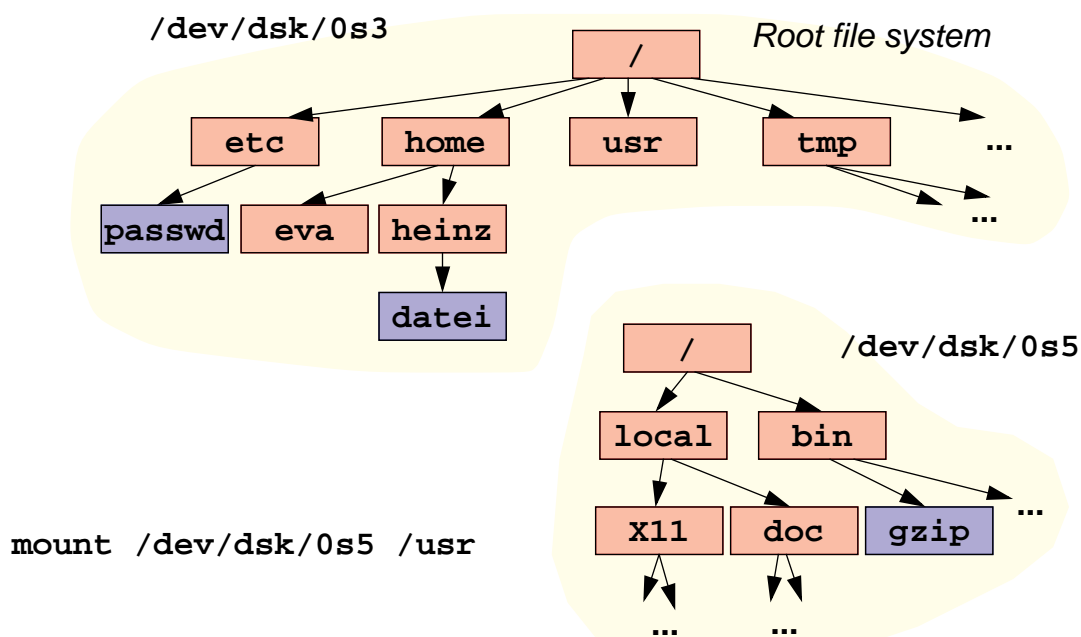 /dev/dsk/0s3
Root file system
/
etc home usr tmp ...
passwd eva heinz ...
datei
/ /dev/dsk/0s5
local bin
X11 doc gzip ...
mount /dev/dsk/0s5 /usr
... ...